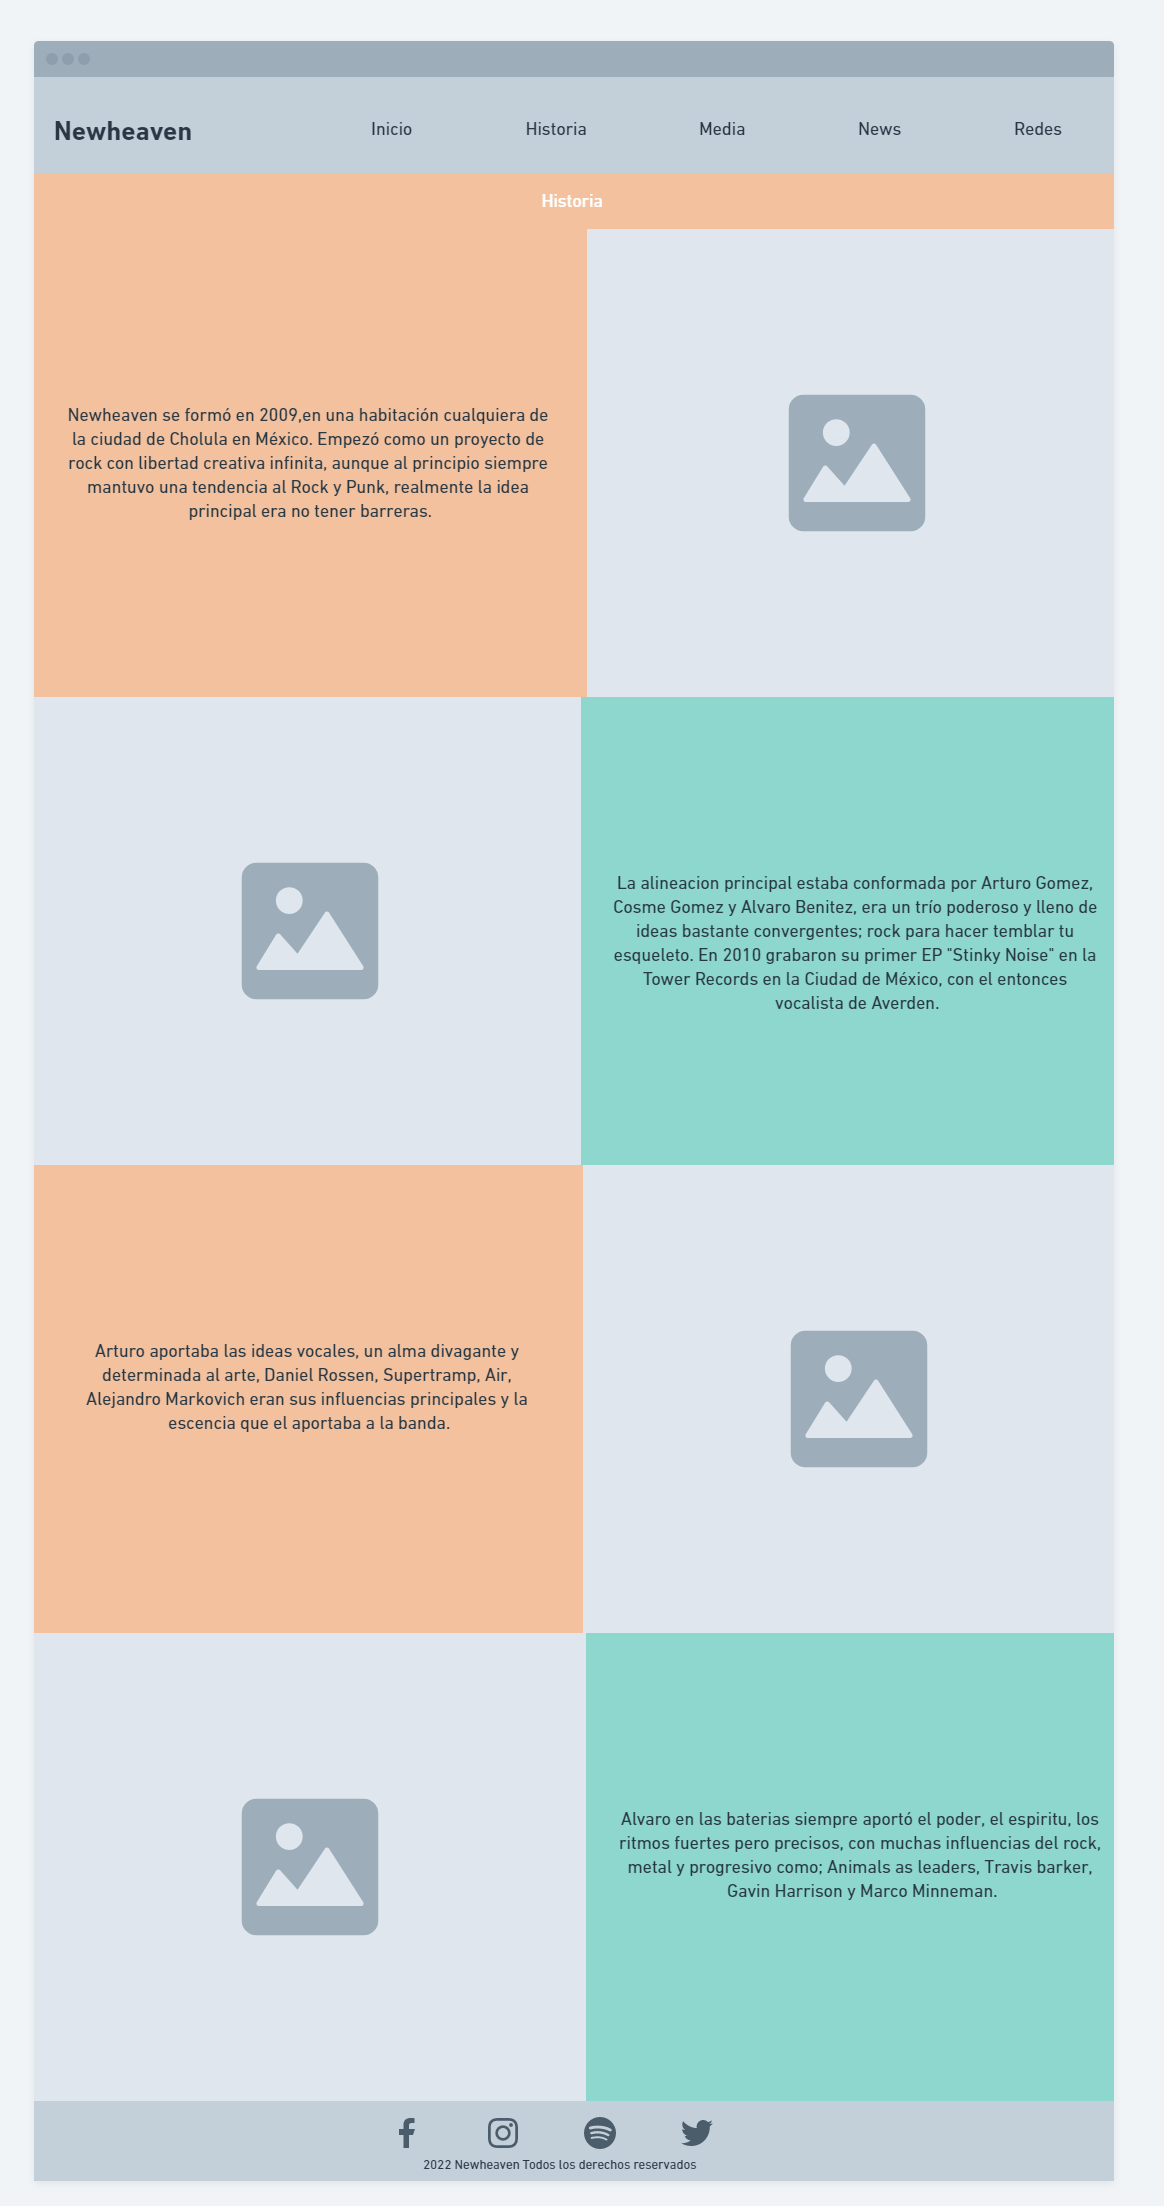 Newheaven
Inicio Historia Media News Redes
Historia
Newheaven se formó en 2009,en una habitación cualquiera de
la ciudad de Cholula en México. Empezó como un proyecto de
rock con libertad creativa infinita, aunque al principio siempre
mantuvo una tendencia al Rock y Punk, realmente la idea
principal era no tener barreras.
La alineacion principal estaba conformada por Arturo Gomez,
Cosme Gomez y Alvaro Benitez, era un trío poderoso y lleno de
ideas bastante convergentes; rock para hacer temblar tu
esqueleto. En 2010 grabaron su primer EP "Stinky Noise" en la
Tower Records en la Ciudad de México, con el entonces
vocalista de Averden.
Arturo aportaba las ideas vocales, un alma divagante y
determinada al arte, Daniel Rossen, Supertramp, Air,
Alejandro Markovich eran sus influencias principales y la
escencia que el aportaba a la banda.
Alvaro en las baterias siempre aportó el poder, el espiritu, los
ritmos fuertes pero precisos, con muchas influencias del rock,
metal y progresivo como; Animals as leaders, Travis barker,
Gavin Harrison y Marco Minneman.
2022 Newheaven Todos los derechos reservados